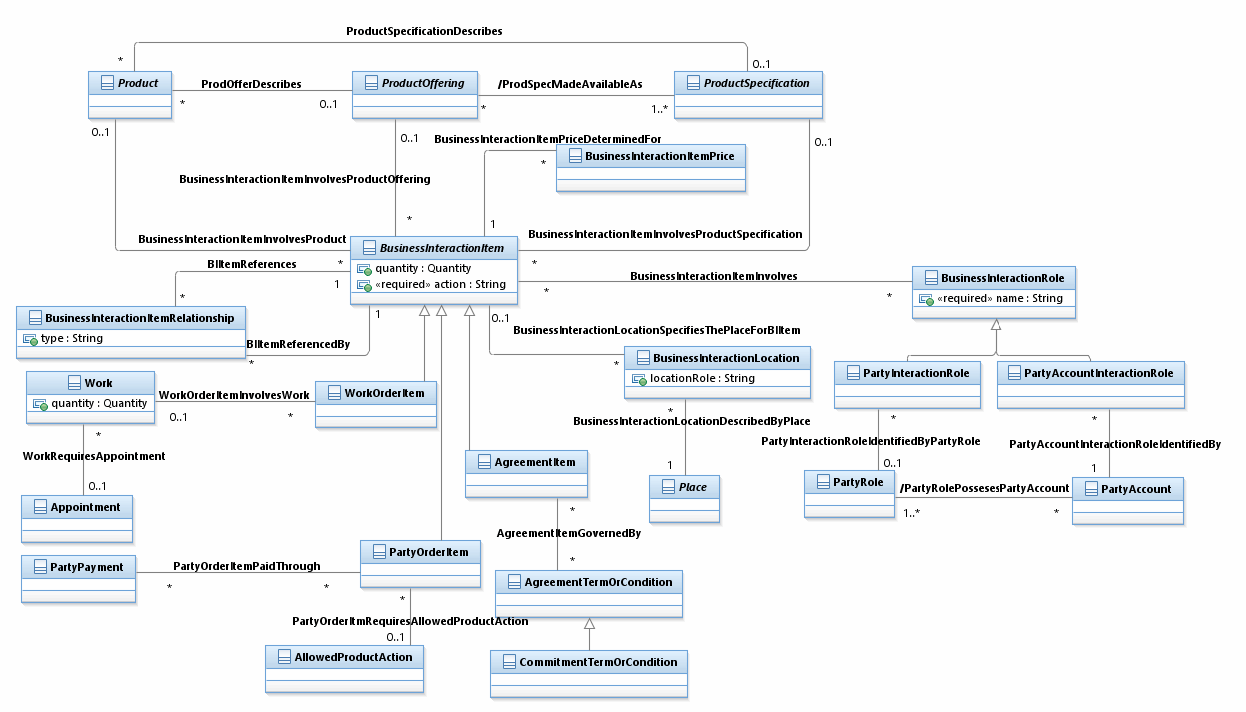 ProductSpecificationDescribes
* 0..1
Product ProdOfferDescribes ProductOffering /ProdSpecMadeAvailableAs ProductSpecification
* 0..1 * 1..*
0..1 0..1 BusinessInteractionItemPriceDeterminedFor 0..1
* BusinessInteractionItemPrice
BusinessInteractionItemInvolvesProductOffering
* 1
BusinessInteractionItemInvolvesProduct BusinessInteractionItem BusinessInteractionItemInvolvesProductSpecification
BIItemReferences * quantity : Quantity *
1 «required» action : String BusinessInteractionItemInvolves BusinessInteractionRole
* * * «required» name : String
BusinessInteractionItemRelationship 1 0..1
type : String BusinessInteractionLocationSpecifiesThePlaceForBIItem
BIItemReferencedBy
* * BusinessInteractionLocation
Work locationRole : String PartyInteractionRole PartyAccountInteractionRole
quantity : Quantity WorkOrderItemInvolvesWork WorkOrderItem
0..1 * * * *
BusinessInteractionLocationDescribedByPlace
* PartyInteractionRoleIdentifiedByPartyRole PartyAccountInteractionRoleIdentifiedBy
WorkRequiresAppointment AgreementItem 1 0..1 1
0..1 Place PartyRole /PartyRolePossesesPartyAccount PartyAccount
Appointment * 1..* *
AgreementItemGovernedBy
PartyOrderItem *
PartyPayment PartyOrderItemPaidThrough
* * AgreementTermOrCondition
*
PartyOrderItmRequiresAllowedProductAction
0..1
AllowedProductAction CommitmentTermOrCondition